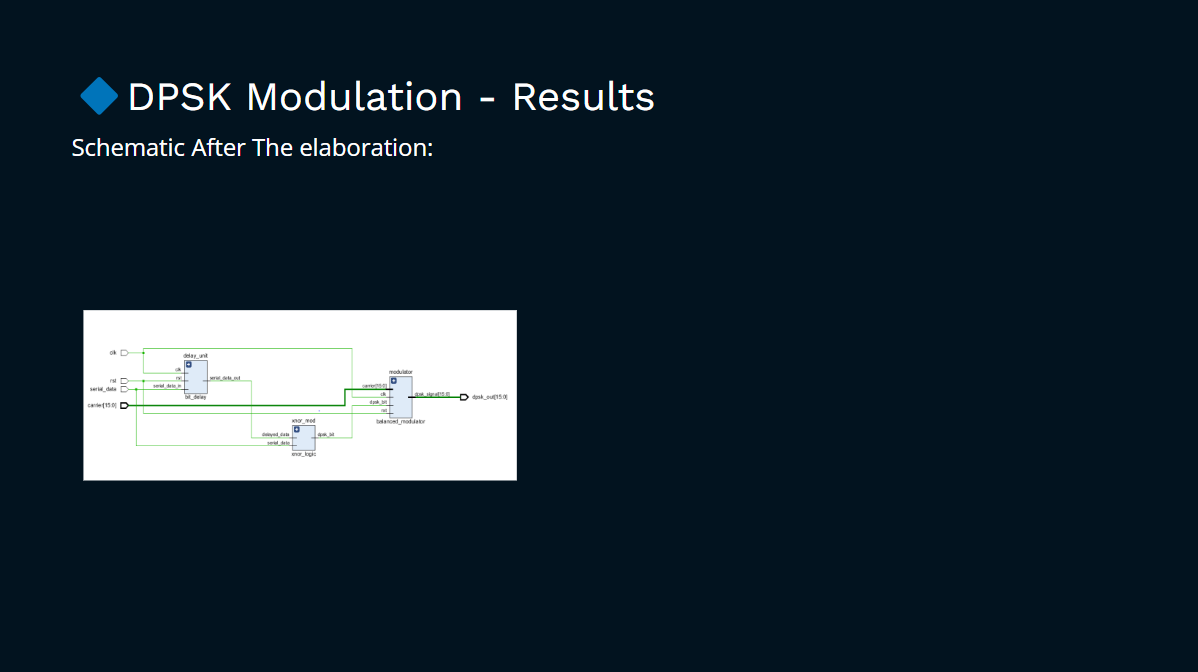 DPSK Modulation - Results
Schematic After The elaboration:
clk
rst
serial_data
carrier[15:0]
delay_unit
clk
rst
serial_data_in
serial_data_out
bit_delay
xnor_mod
delayed_data
serial_data
dpsk_bit
xnor_logic
modulator
carrier[15:0]
clk
dpsk_bit
rst
dpsk_signal[15:0]
balanced_modulator
dpsk_out[15:0]